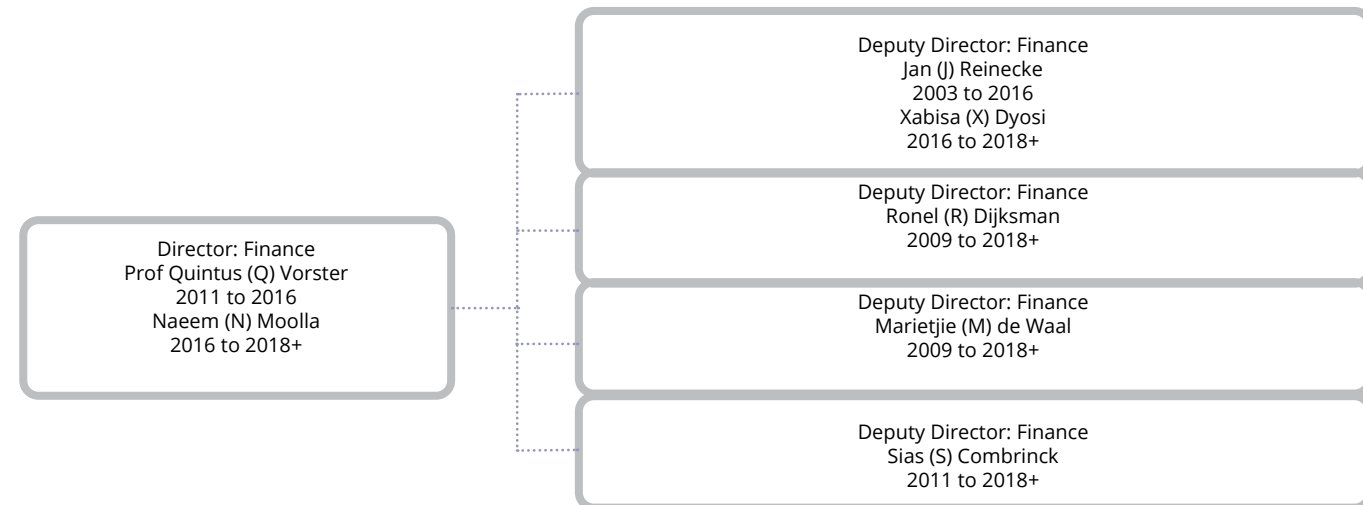 Director: Finance
Prof Quintus (Q) Vorster
2011 to 2016
Naeem (N) Moolla
2016 to 2018+
Deputy Director: Finance
Jan (J) Reinecke
2003 to 2016
Xabisa (X) Dyosi
2016 to 2018+
Deputy Director: Finance
Ronel (R) Dijksman
2009 to 2018+
Deputy Director: Finance
Marietjie (M) de Waal
2009 to 2018+
Deputy Director: Finance
Sias (S) Combrinck
2011 to 2018+